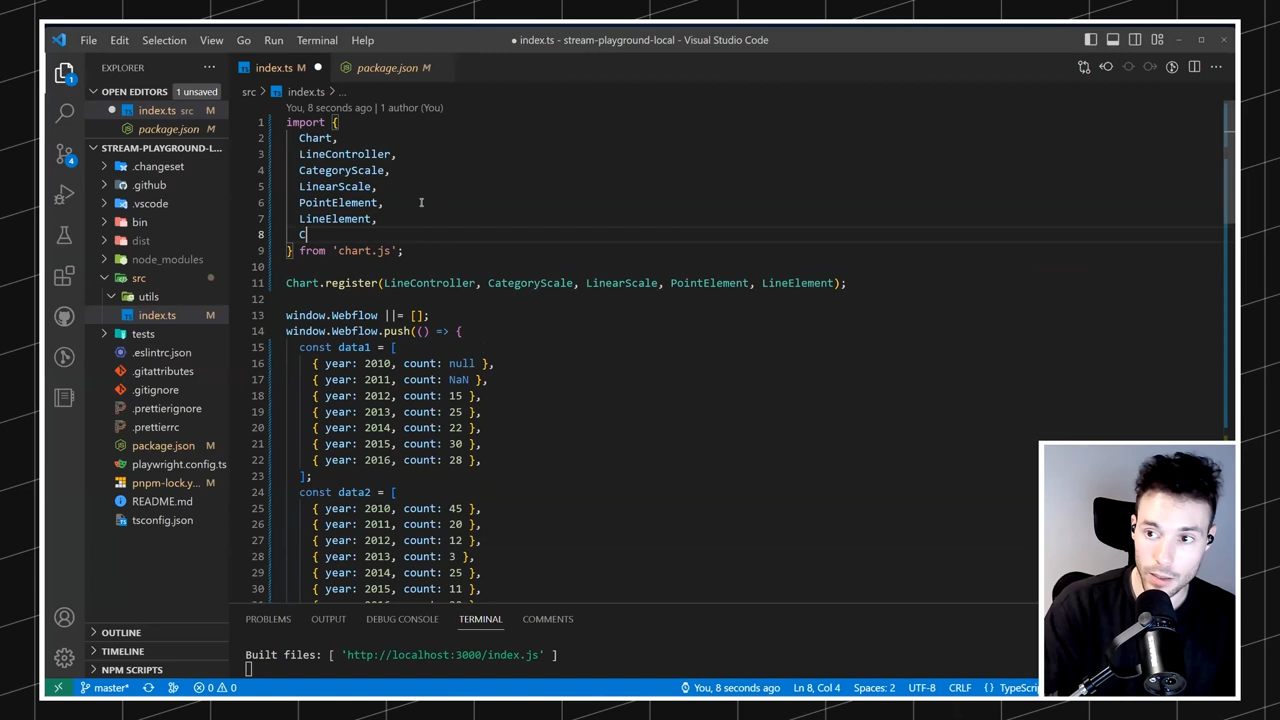 File Edit Selection View Go Run Terminal Help
● index.ts - stream-playground-local - Visual Studio Code
EXPLORER
OPEN EDITORS 1 unsaved
index.ts src M
package.json M
STREAM-PLAYGROUND-L...
.changeset
.github
.vscode
bin
dist
node_modules
src
utils
index.ts M
tests
.eslintrc.json
.gitattributes
.gitignore
.prettierignore
.prettierrc
package.json M
playwright.config.ts
pnpm-lock.y... M
README.md
tsconfig.json
OUTLINE
TIMELINE
NPM SCRIPTS
1
4
index.ts M
package.json M
src > index.ts > ...
You, 8 seconds ago | 1 author (You)
1 import {
2 Chart,
3 LineController,
4 CategoryScale,
5 LinearScale,
6 PointElement,
7 LineElement,
8 C
9 } from 'chart.js';
10
11 Chart.register(LineController, CategoryScale, LinearScale, PointElement, LineElement);
12
13 window.Webflow ||= [];
14 window.Webflow.push(() => {
15 const data1 = [
16 { year: 2010, count: null },
17 { year: 2011, count: NaN },
18 { year: 2012, count: 15 },
19 { year: 2013, count: 25 },
20 { year: 2014, count: 22 },
21 { year: 2015, count: 30 },
22 { year: 2016, count: 28 },
23 ];
24 const data2 = [
25 { year: 2010, count: 45 },
26 { year: 2011, count: 20 },
27 { year: 2012, count: 12 },
28 { year: 2013, count: 3 },
29 { year: 2014, count: 25 },
30 { year: 2015, count: 11 },
PROBLEMS OUTPUT DEBUG CONSOLE TERMINAL COMMENTS
Built files: [ 'http://localhost:3000/index.js' ]
master* 0 0
You, 8 seconds ago Ln 8, Col 4 Spaces: 2 UTF-8 CRLF {} TypeScrip